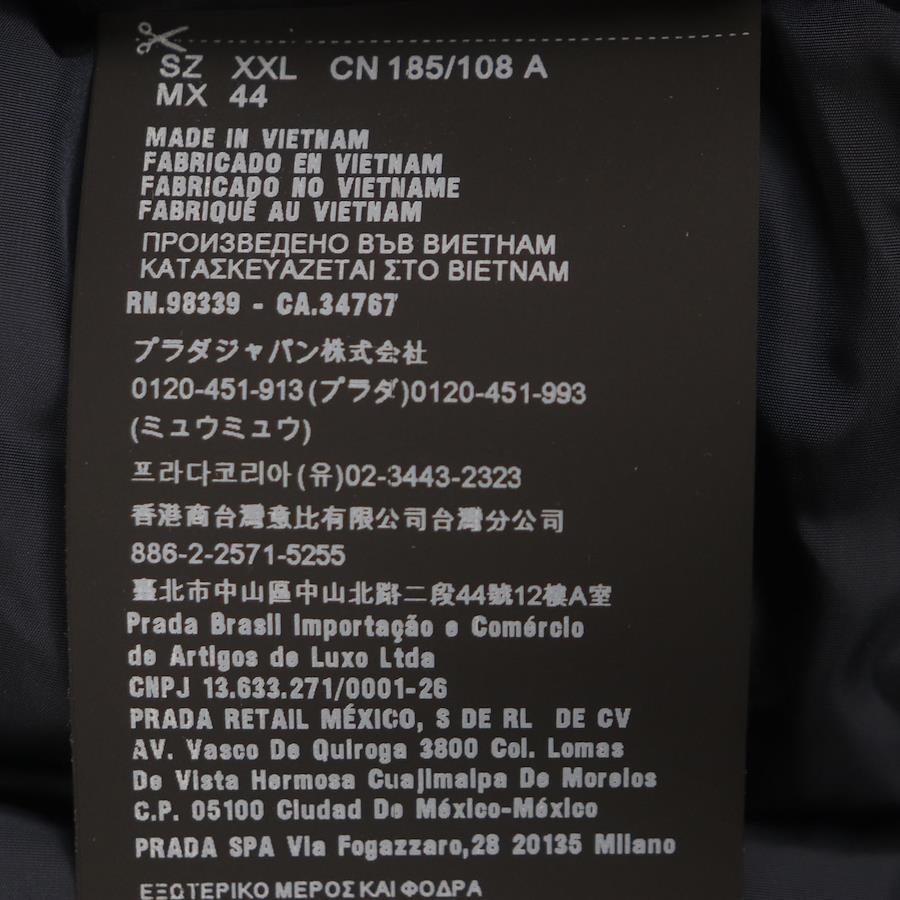 SZ XXL CN 185/108 A
MX 44
MADE IN VIETNAM
FABRICADO EN VIETNAM
FABRICADO NO VIETNAME
FABRIQUÉ AU VIETNAM
ПРОИЗВЕДЕНО ВЪВ ВИЕТНАМ
ΚΑΤΑΣΚΕΥΑΖΕΤΑΙ ΣΤΟ ΒΙΕΤΝΑΜ
RN.98339 - CA.34767
プラダジャパン株式会社
0120-451-913(プラダ)0120-451-993
(ミュウミュウ)
프라다코리아(유)02-3443-2323
香港商台灣意比有限公司台灣分公司
886-2-2571-5255
臺北市中山區中山北路二段44號12樓A室
Prada Brasil Importação e Comércio
de Artigos de Luxo Ltda
CNPJ 13.633.271/0001-26
PRADA RETAIL MÉXICO, S DE RL DE CV
AV. Vasco De Quiroga 3800 Col. Lomas
De Vista Hermosa Cuajimalpa De Morelos
C.P. 05100 Ciudad De México-México
PRADA SPA Via Fogazzaro,28 20135 Milano
ΕΞΩΤΕΡΙΚΟ ΜΕΡΟΣ ΚΑΙ ΦΟΔΡΑ